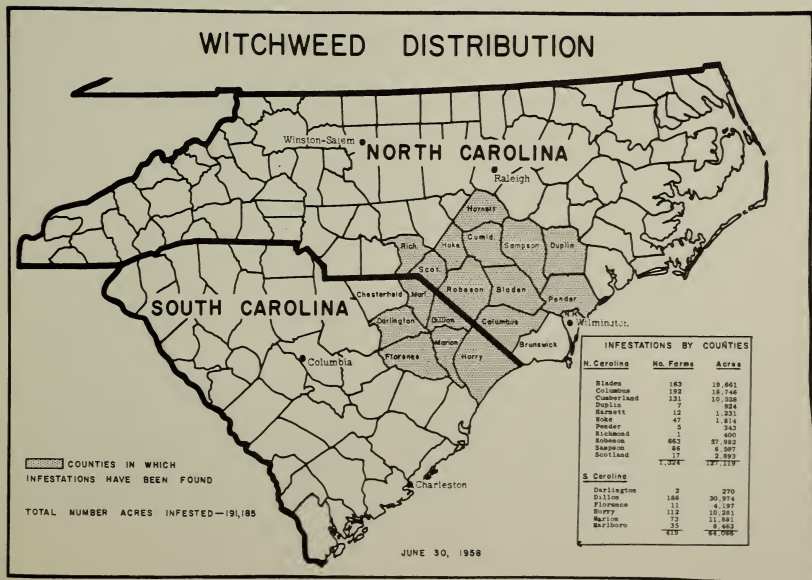 WITCHWEED DISTRIBUTION
Winston-Salem
NORTH CAROLINA
Raleigh
Harnett
Rich.
Hoke
Cumld.
Sampson
Duplin
Scot.
SOUTH CAROLINA
Chesterfield
Marl.
Robeson
Bladen
Pender
Darlington
Dillon
Columbus
Wilmington
Florence
Marion
Horry
Brunswick
Columbia
Charleston
COUNTIES IN WHICH
INFESTATIONS HAVE BEEN FOUND
TOTAL NUMBER ACRES INFESTED—191,185
JUNE 30, 1958
INFESTATIONS BY COUNTIES
N. Carolina No. Farms Acres
Bladen 163 19,661
Columbus 192 18,746
Cumberland 131 10,528
Duplin 7 924
Harnett 12 1,231
Hoke 47 1,814
Pender 5 343
Richmond 1 400
Robeson 663 57,982
Sampson 86 6,597
Scotland 17 2,893
1,324 127,119
S. Carolina
Darlington 2 270
Dillon 186 30,974
Florence 11 4,197
Horry 112 10,281
Marion 73 11,881
Marlboro 35 8,463
419 64,066